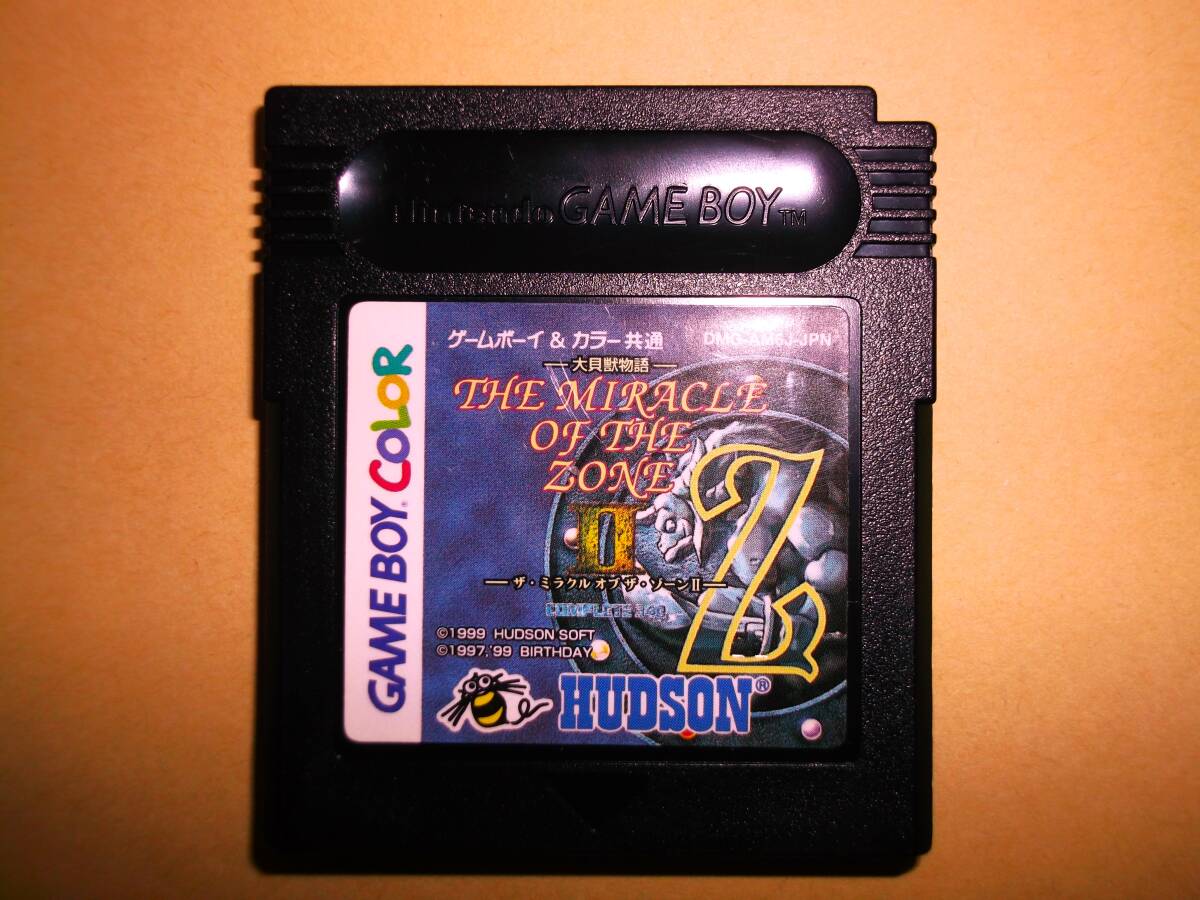 Nintendo GAME BOY TM
ゲームボーイ & カラー共通
DMG-AM6J-JPN
大貝獣物語
THE MIRACLE
OF THE
ZONE
II
Z
ザ・ミラクル オブ ザ・ゾーンII
©1999 HUDSON SOFT
©1997,'99 BIRTHDAY
HUDSON®
GAME BOY® COLOR